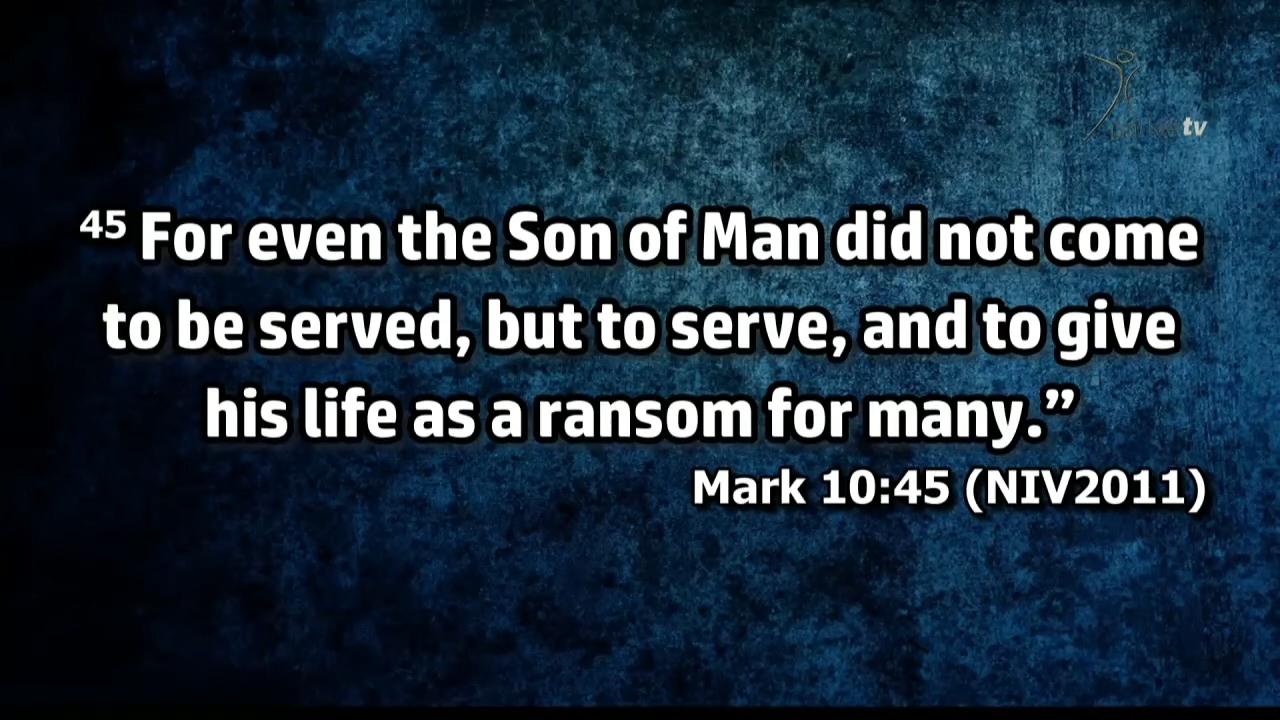 tv
⁴⁵ For even the Son of Man did not come
to be served, but to serve, and to give
his life as a ransom for many.”
Mark 10:45 (NIV2011)